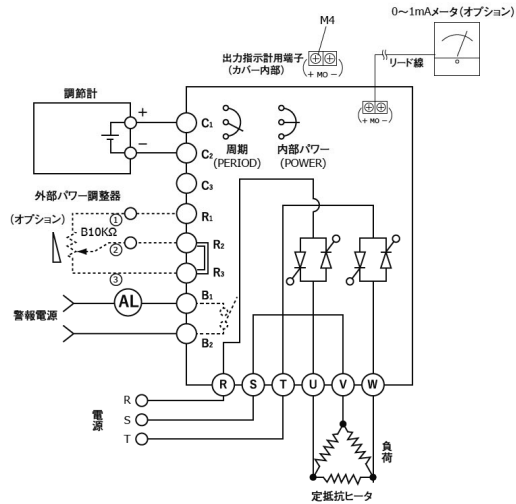 0～1mAメータ(オプション)
M4
出力指示計用端子
(カバー内部)
(+ MO −)
リード線
(+ MO −)
調節計
+
−
C1
C2
C3
周期
(PERIOD)
内部パワー
(POWER)
外部パワー調整器
(オプション)
B10KΩ
①
②
③
R1
R2
R3
AL
警報電源
B1
B2
R S T U V W
電源
R
S
T
負荷
定抵抗ヒータ